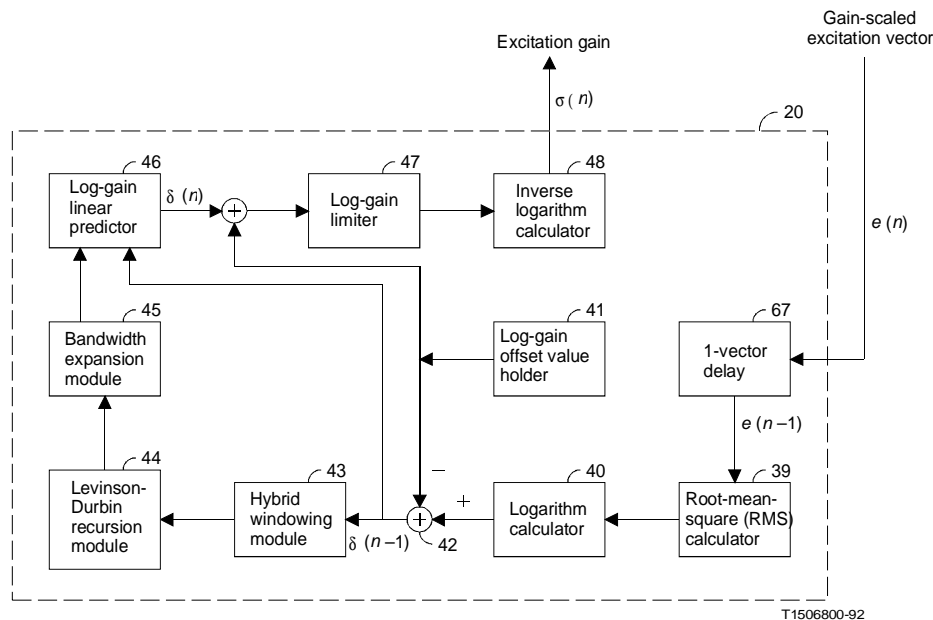 Gain-scaled
excitation vector
Excitation gain
σ(n)
20
46
Log-gain
linear
predictor
δ (n)
+
47
Log-gain
limiter
48
Inverse
logarithm
calculator
e (n)
45
Bandwidth
expansion
module
41
Log-gain
offset value
holder
67
1-vector
delay
e (n–1)
44
Levinson-
Durbin
recursion
module
43
Hybrid
windowing
module
δ (n–1)
–
+
+
42
40
Logarithm
calculator
39
Root-mean-
square (RMS)
calculator
T1506800-92